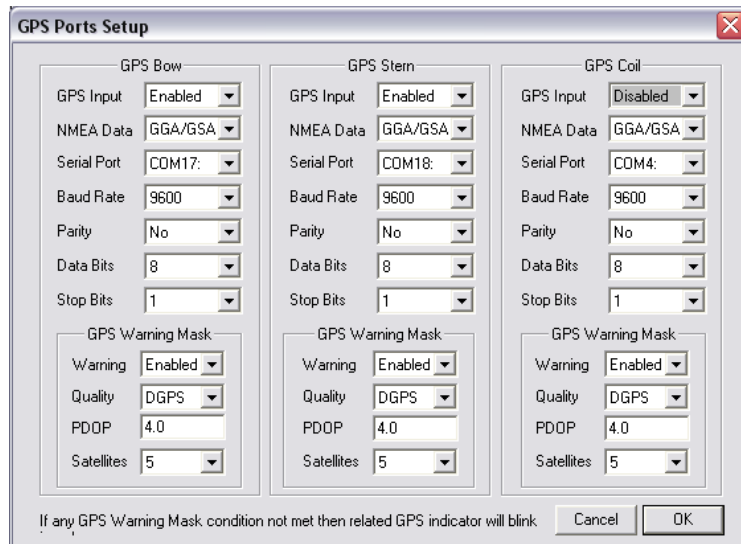 GPS Ports Setup
GPS Bow
GPS Input Enabled
NMEA Data GGA/GSA
Serial Port COM17:
Baud Rate 9600
Parity No
Data Bits 8
Stop Bits 1
GPS Warning Mask
Warning Enabled
Quality DGPS
PDOP 4.0
Satellites 5
GPS Stern
GPS Input Enabled
NMEA Data GGA/GSA
Serial Port COM18:
Baud Rate 9600
Parity No
Data Bits 8
Stop Bits 1
GPS Warning Mask
Warning Enabled
Quality DGPS
PDOP 4.0
Satellites 5
GPS Coil
GPS Input Disabled
NMEA Data GGA/GSA
Serial Port COM4:
Baud Rate 9600
Parity No
Data Bits 8
Stop Bits 1
GPS Warning Mask
Warning Enabled
Quality DGPS
PDOP 4.0
Satellites 5
If any GPS Warning Mask condition not met then related GPS indicator will blink
Cancel OK